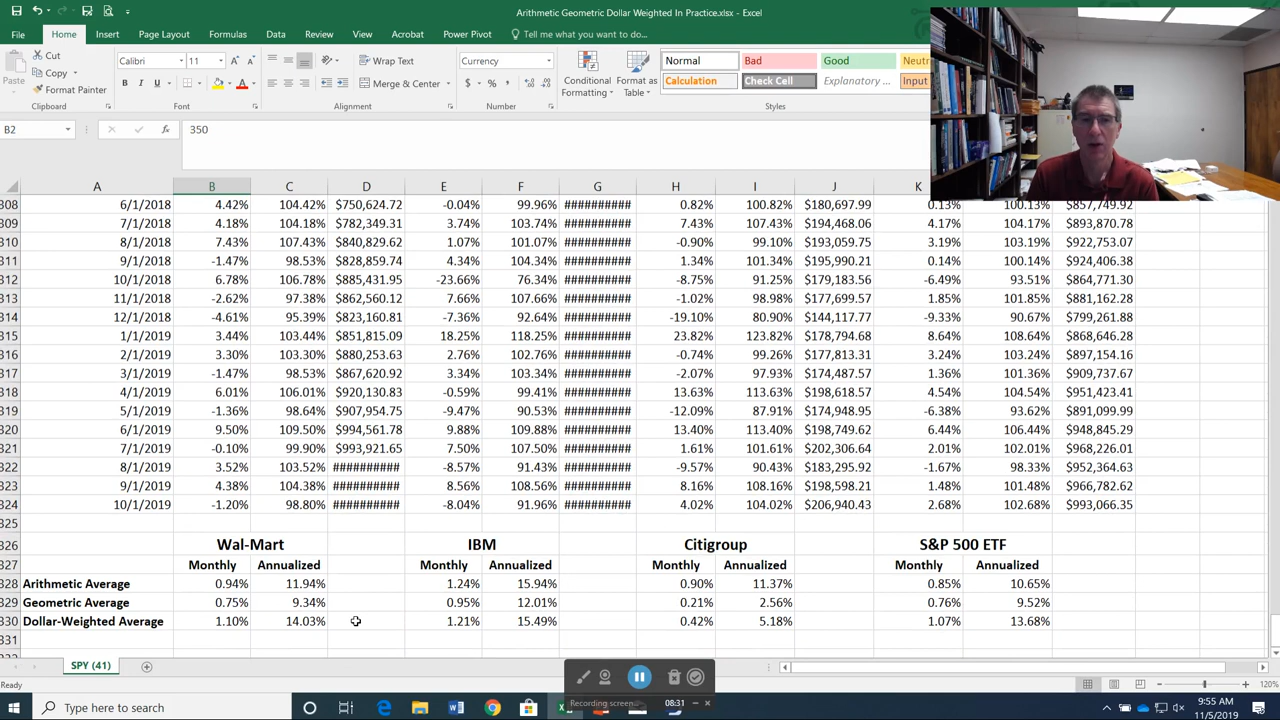 Arithmetic Geometric Dollar Weighted In Practice.xlsx - Excel
File Home Insert Page Layout Formulas Data Review View Acrobat Power Pivot Tell me what you want to do...
Cut
Copy
Format Painter
Paste
Clipboard
Calibri 11
B I U
Font
Wrap Text
Merge & Center
Alignment
Currency
$ % ,
Number
Conditional Formatting
Format as Table
Normal Bad Good Neutr
Calculation Check Cell Explanatory ... Input
Styles
B2 fx 350
A B C D E F G H I J K
308 6/1/2018 4.42% 104.42% $750,624.72 -0.04% 99.96% ########## 0.82% 100.82% $180,697.99 0.13% 100.13% $857,749.92
309 7/1/2018 4.18% 104.18% $782,349.31 3.74% 103.74% ########## 7.43% 107.43% $194,468.06 4.17% 104.17% $893,870.78
310 8/1/2018 7.43% 107.43% $840,829.62 1.07% 101.07% ########## -0.90% 99.10% $193,059.75 3.19% 103.19% $922,753.07
311 9/1/2018 -1.47% 98.53% $828,859.74 4.34% 104.34% ########## 1.34% 101.34% $195,990.21 0.14% 100.14% $924,406.38
312 10/1/2018 6.78% 106.78% $885,431.95 -23.66% 76.34% ########## -8.75% 91.25% $179,183.56 -6.49% 93.51% $864,771.30
313 11/1/2018 -2.62% 97.38% $862,560.12 7.66% 107.66% ########## -1.02% 98.98% $177,699.57 1.85% 101.85% $881,162.28
314 12/1/2018 -4.61% 95.39% $823,160.81 -7.36% 92.64% ########## -19.10% 80.90% $144,117.77 -9.33% 90.67% $799,261.88
315 1/1/2019 3.44% 103.44% $851,815.09 18.25% 118.25% ########## 23.82% 123.82% $178,794.68 8.64% 108.64% $868,646.28
316 2/1/2019 3.30% 103.30% $880,253.63 2.76% 102.76% ########## -0.74% 99.26% $177,813.31 3.24% 103.24% $897,154.16
317 3/1/2019 -1.47% 98.53% $867,620.92 3.34% 103.34% ########## -2.07% 97.93% $174,487.57 1.36% 101.36% $909,737.67
318 4/1/2019 6.01% 106.01% $920,130.83 -0.59% 99.41% ########## 13.63% 113.63% $198,618.57 4.54% 104.54% $951,423.41
319 5/1/2019 -1.36% 98.64% $907,954.75 -9.47% 90.53% ########## -12.09% 87.91% $174,948.95 -6.38% 93.62% $891,099.99
320 6/1/2019 9.50% 109.50% $994,561.78 9.88% 109.88% ########## 13.40% 113.40% $198,749.62 6.44% 106.44% $948,845.29
321 7/1/2019 -0.10% 99.90% $993,921.65 7.50% 107.50% ########## 1.61% 101.61% $202,306.64 2.01% 102.01% $968,226.01
322 8/1/2019 3.52% 103.52% ########## -8.57% 91.43% ########## -9.57% 90.43% $183,295.92 -1.67% 98.33% $952,364.63
323 9/1/2019 4.38% 104.38% ########## 8.56% 108.56% ########## 8.16% 108.16% $198,598.21 1.48% 101.48% $966,782.62
324 10/1/2019 -1.20% 98.80% ########## -8.04% 91.96% ########## 4.02% 104.02% $206,940.43 2.68% 102.68% $993,066.35
325
326 Wal-Mart IBM Citigroup S&P 500 ETF
327 Monthly Annualized Monthly Annualized Monthly Annualized Monthly Annualized
328 Arithmetic Average 0.94% 11.94% 1.24% 15.94% 0.90% 11.37% 0.85% 10.65%
329 Geometric Average 0.75% 9.34% 0.95% 12.01% 0.21% 2.56% 0.76% 9.52%
330 Dollar-Weighted Average 1.10% 14.03% 1.21% 15.49% 0.42% 5.18% 1.07% 13.68%
331
SPY (41)
Ready
120%
Recording screen... 08:31
Type here to search
9:55 AM
11/5/2019